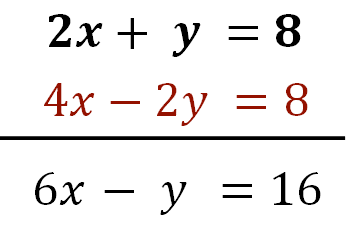 2x + y = 8
4x − 2y = 8
6x − y = 16